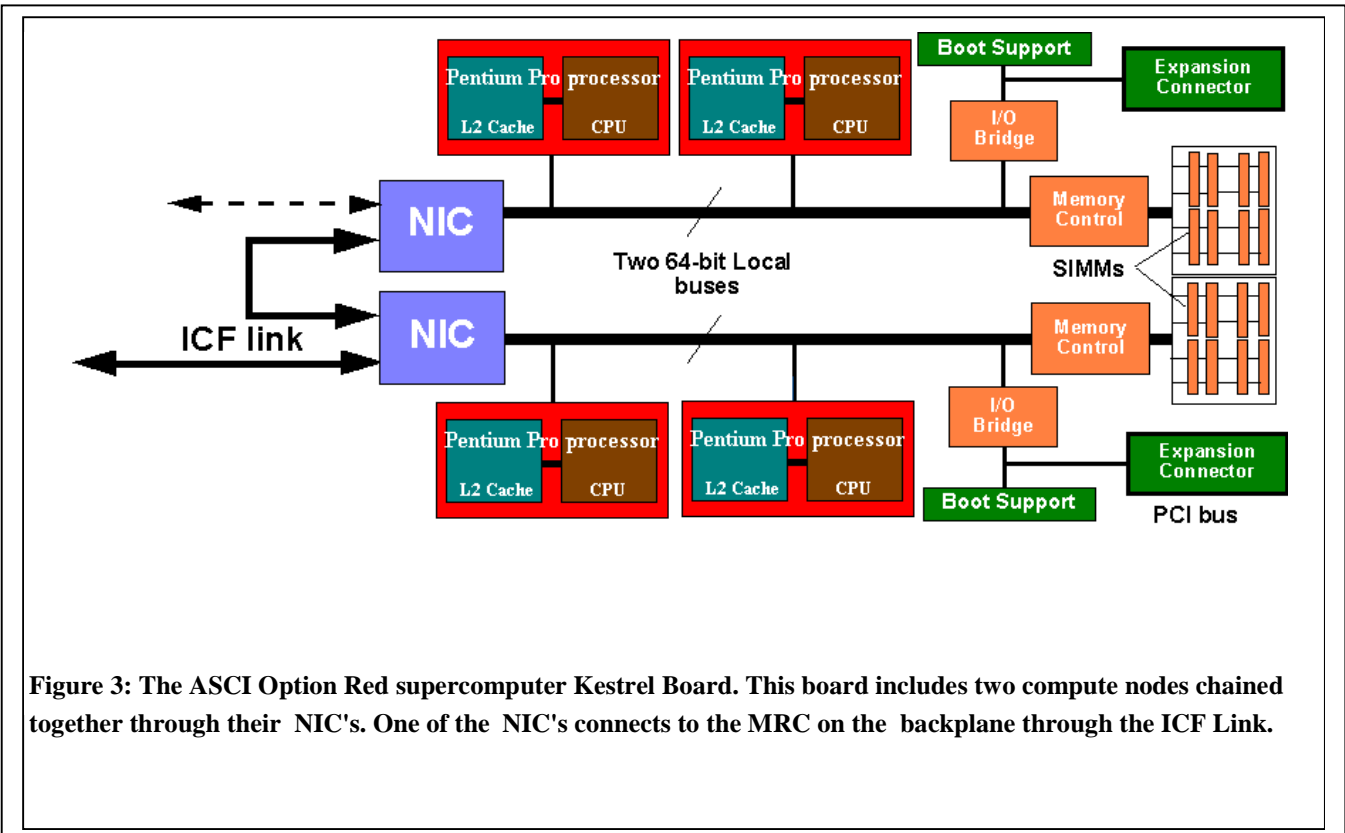 Boot Support
Pentium Pro processor
L2 Cache CPU
Pentium Pro processor
L2 Cache CPU
Expansion
Connector
I/O
Bridge
NIC
Memory
Control
Two 64-bit Local
buses
SIMMs
ICF link
NIC
Memory
Control
Pentium Pro processor
L2 Cache CPU
Pentium Pro processor
L2 Cache CPU
I/O
Bridge
Expansion
Connector
Boot Support
PCI bus
Figure 3: The ASCI Option Red supercomputer Kestrel Board. This board includes two compute nodes chained
together through their NIC's. One of the NIC's connects to the MRC on the backplane through the ICF Link.